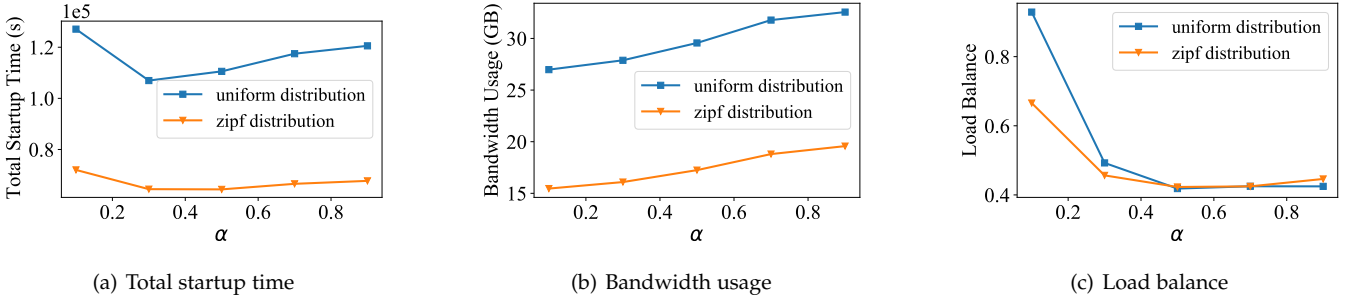 1e5
Total Startup Time (s)
1.2
1.0
0.8
uniform distribution
zipf distribution
0.2 0.4 0.6 0.8
α
(a) Total startup time
Bandwidth Usage (GB)
30
25
20
15
uniform distribution
zipf distribution
0.2 0.4 0.6 0.8
α
(b) Bandwidth usage
Load Balance
0.8
0.6
0.4
uniform distribution
zipf distribution
0.2 0.4 0.6 0.8
α
(c) Load balance